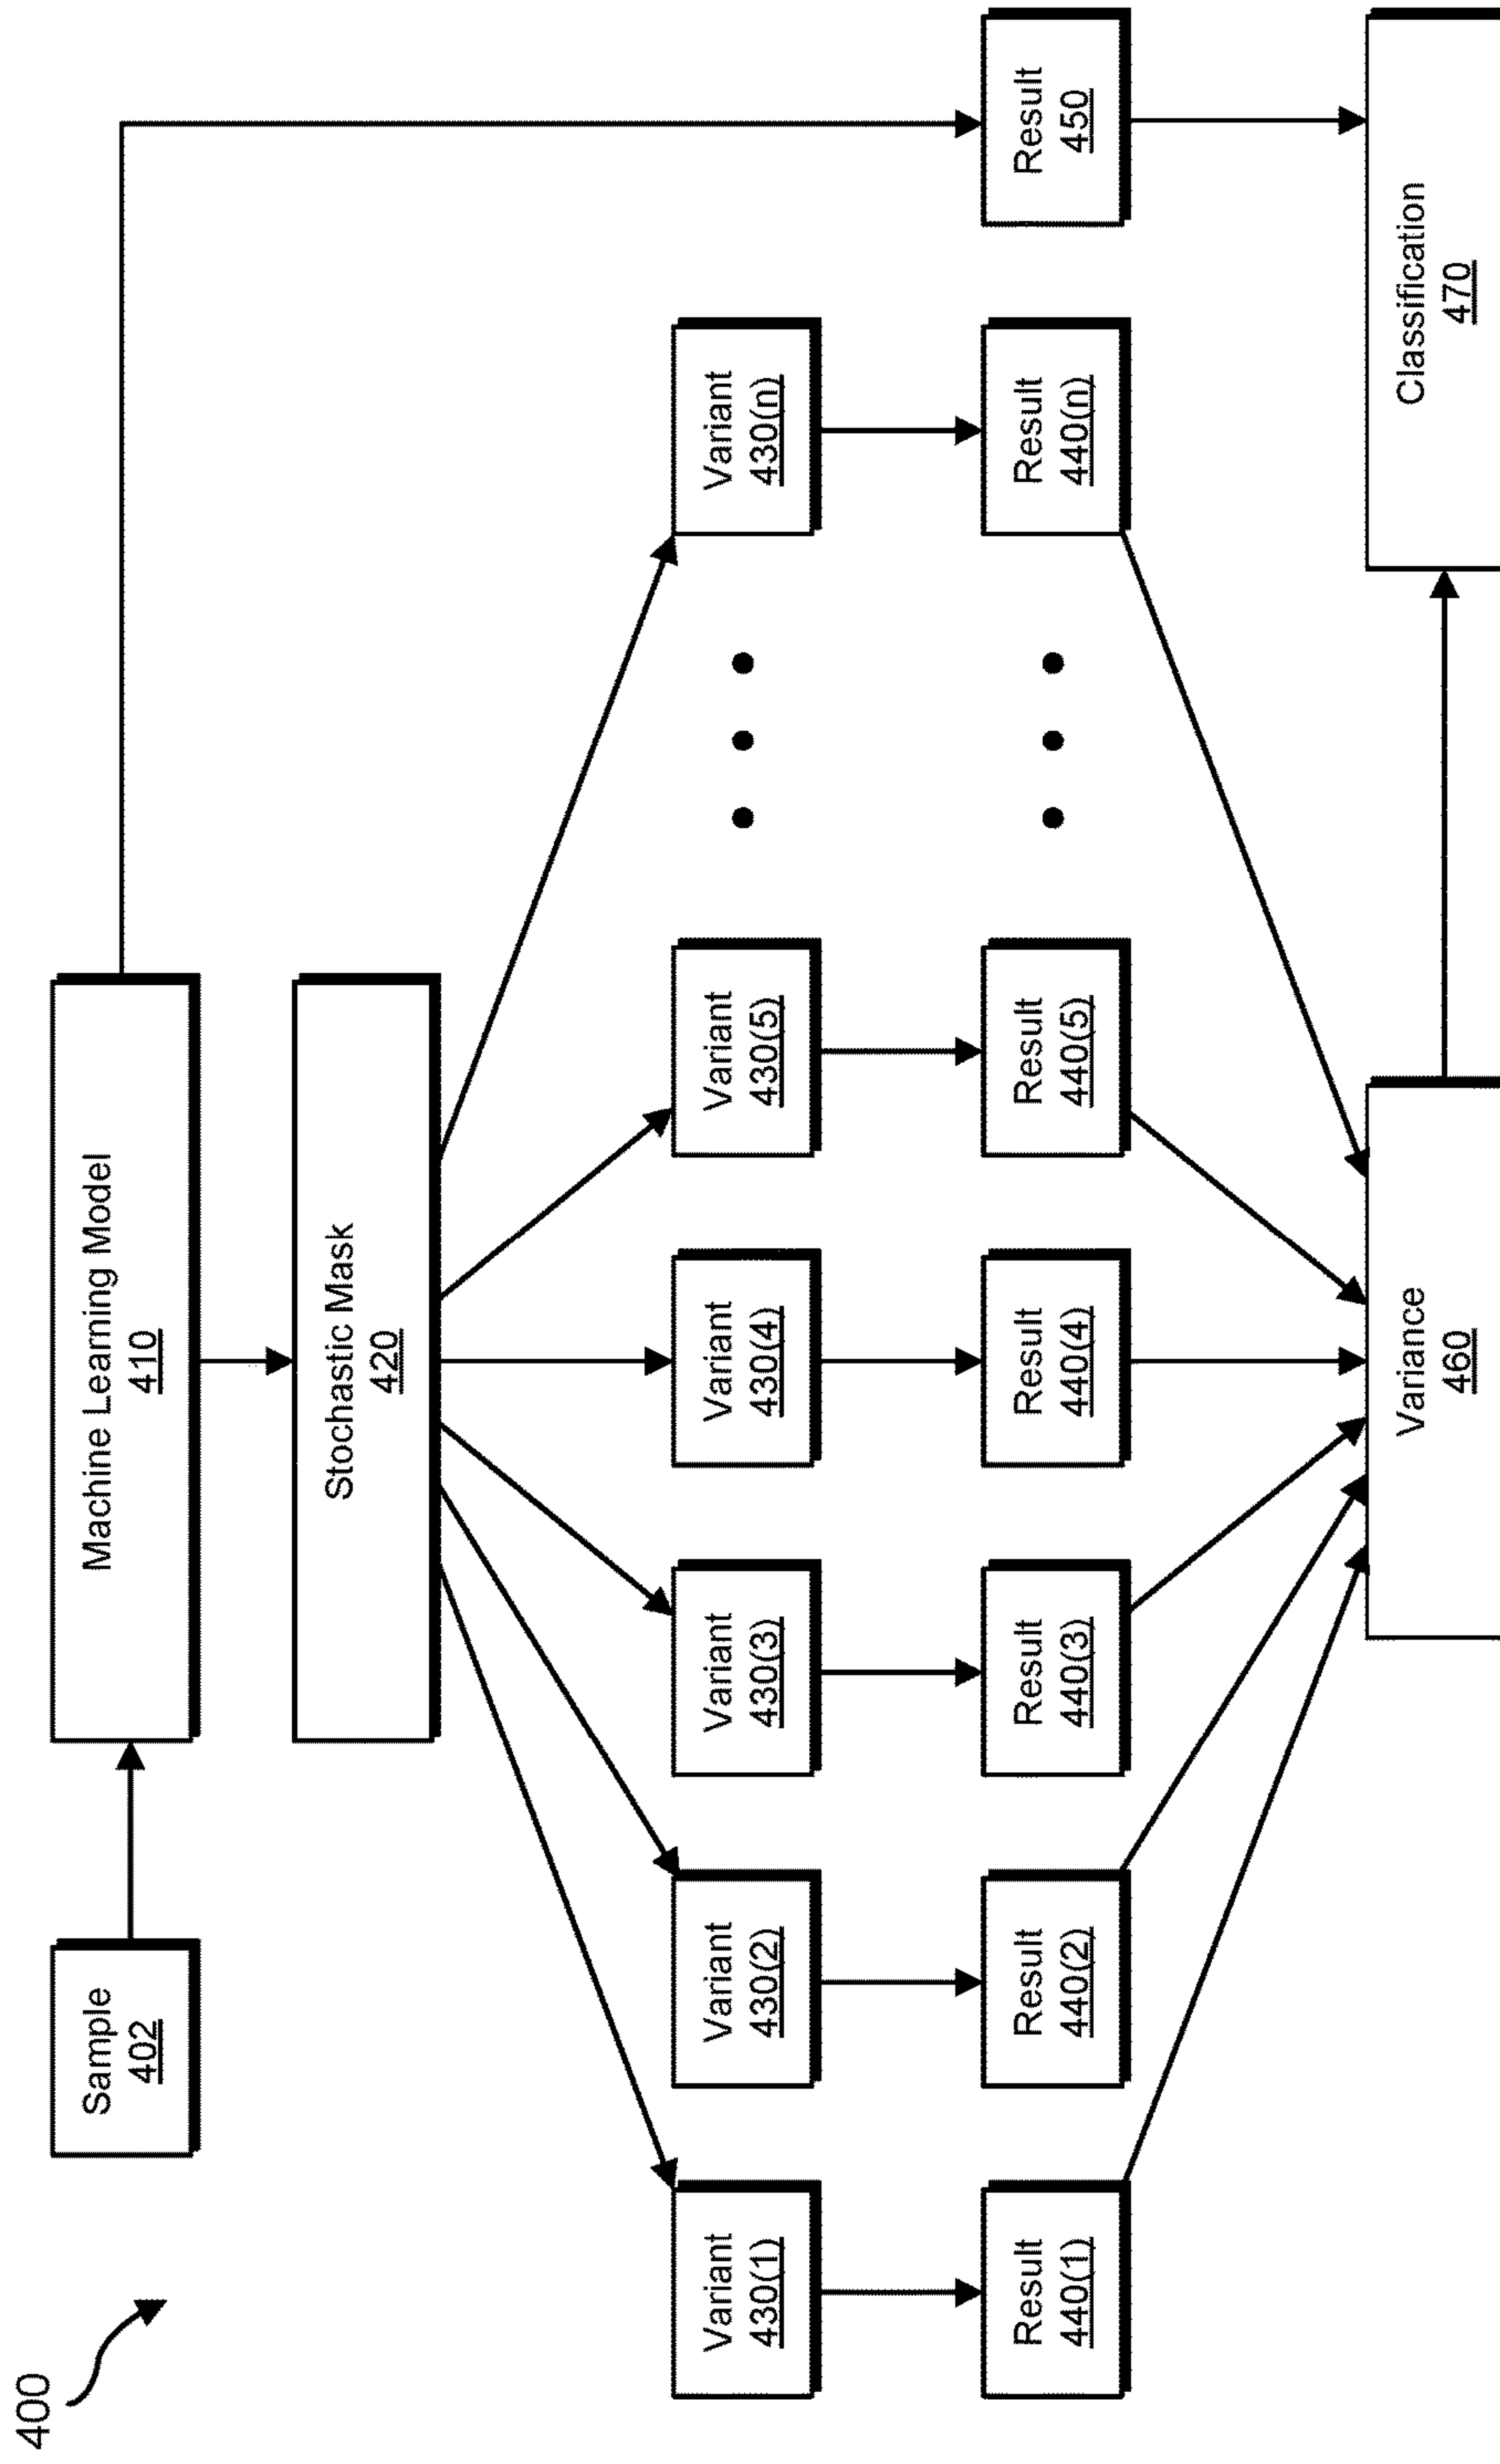 400
Sample
402
Machine Learning Model
410
Stochastic Mask
420
Variant
430(1)
Variant
430(2)
Variant
430(3)
Variant
430(4)
Variant
430(5)
Variant
430(n)
Result
440(1)
Result
440(2)
Result
440(3)
Result
440(4)
Result
440(5)
Result
440(n)
Result
450
Variance
460
Classification
470